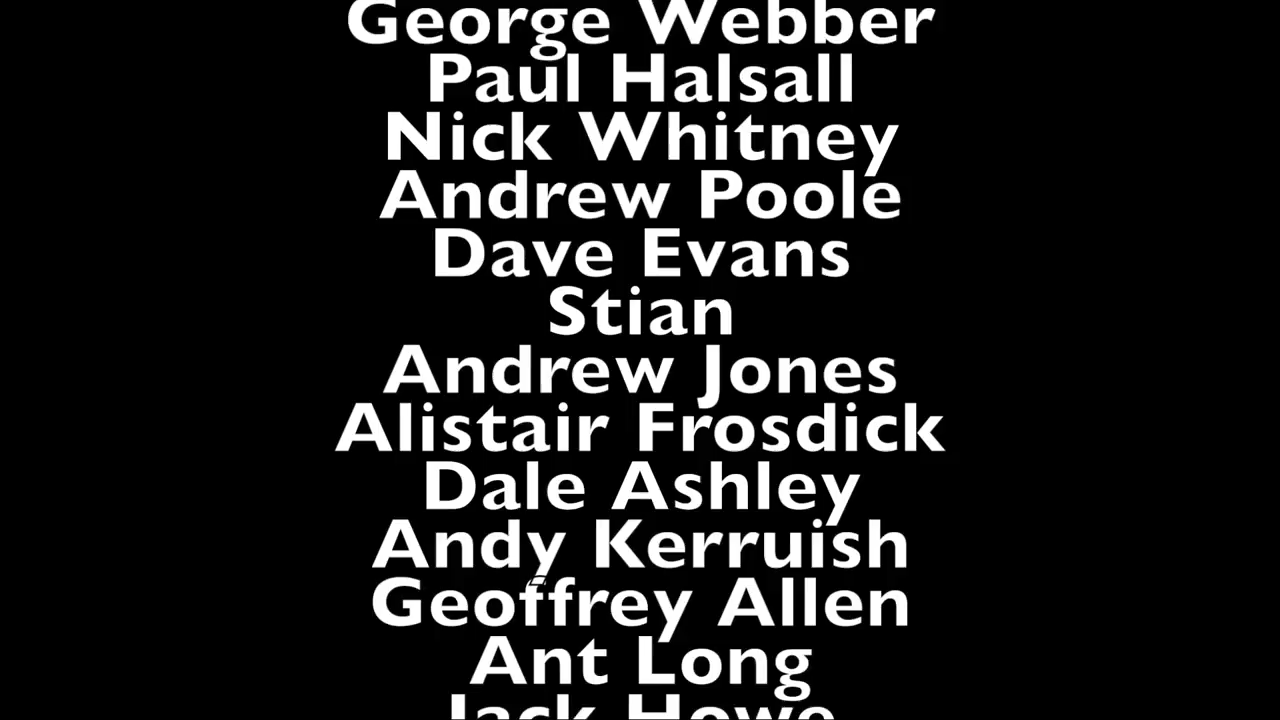 George Webber
Paul Halsall
Nick Whitney
Andrew Poole
Dave Evans
Stian
Andrew Jones
Alistair Frosdick
Dale Ashley
Andy Kerruish
Geoffrey Allen
Ant Long
Jack Howe